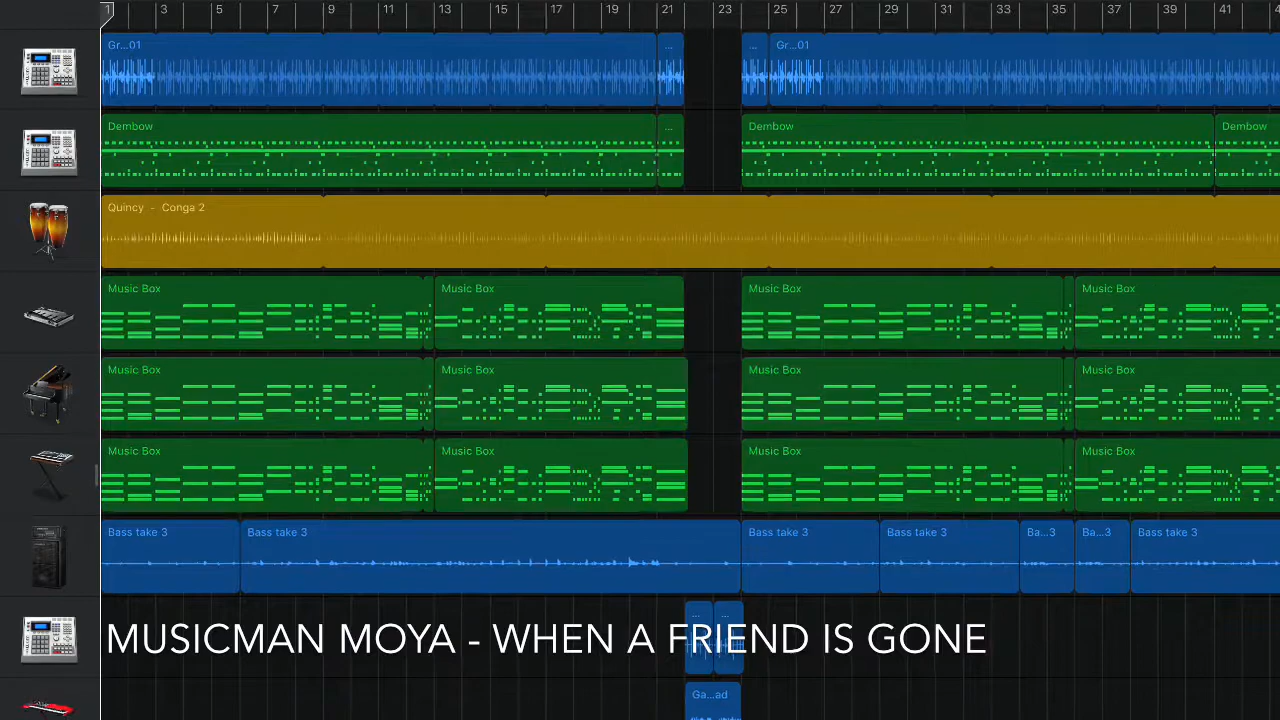 1 3 5 7 9 11 13 15 17 19 21 23 25 27 29 31 33 35 37 39 41
Gr...01 ... ... Gr...01
Dembow ... Dembow Dembow
Quincy - Conga 2
Music Box Music Box Music Box Music Box
Music Box Music Box Music Box Music Box
Music Box Music Box Music Box Music Box
Bass take 3 Bass take 3 Bass take 3 Bass take 3 Ba...3 Ba...3 Bass take 3
... ...
MUSICMAN MOYA - WHEN A FRIEND IS GONE
Ga...ad